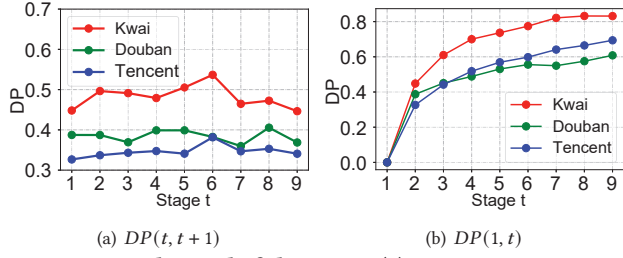 0.7
0.6
0.5
0.4
0.3
DP
Kwai
Douban
Tencent
1 2 3 4 5 6 7 8 9
Stage t
(a) DP(t, t + 1)
0.8
0.6
0.4
0.2
0.0
DP
Kwai
Douban
Tencent
1 2 3 4 5 6 7 8 9
Stage t
(b) DP(1, t)